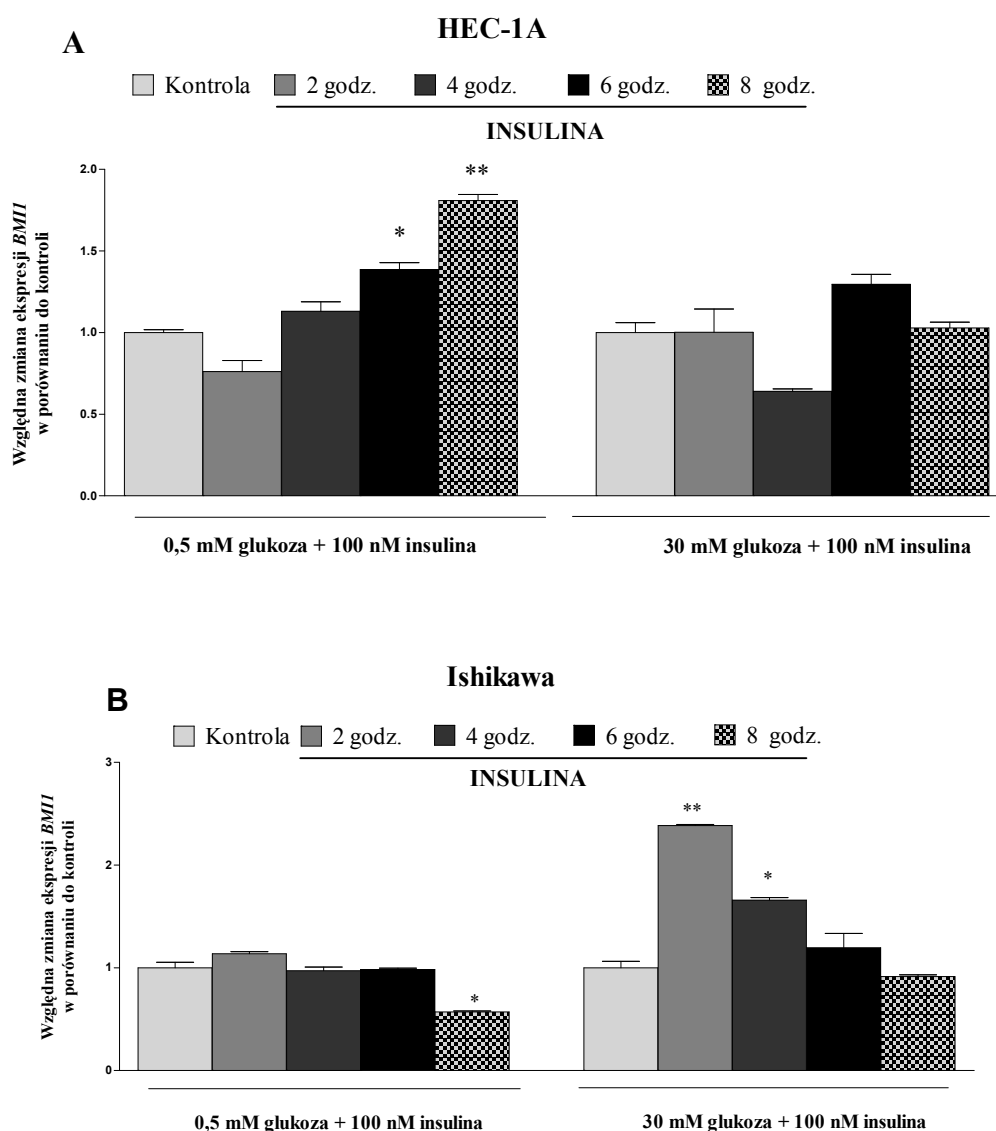 HEC-1A
A
Kontrola 2 godz. 4 godz. 6 godz. 8 godz.
INSULINA
Względna zmiana ekspresji BMI1
w porównaniu do kontroli
2.0
1.5
1.0
0.5
0.0
*
**
0,5 mM glukoza + 100 nM insulina
30 mM glukoza + 100 nM insulina
Ishikawa
B
Kontrola 2 godz. 4 godz. 6 godz. 8 godz.
INSULINA
Względna zmiana ekspresji BMI1
w porównaniu do kontroli
3
2
1
0
*
**
*
0,5 mM glukoza + 100 nM insulina
30 mM glukoza + 100 nM insulina